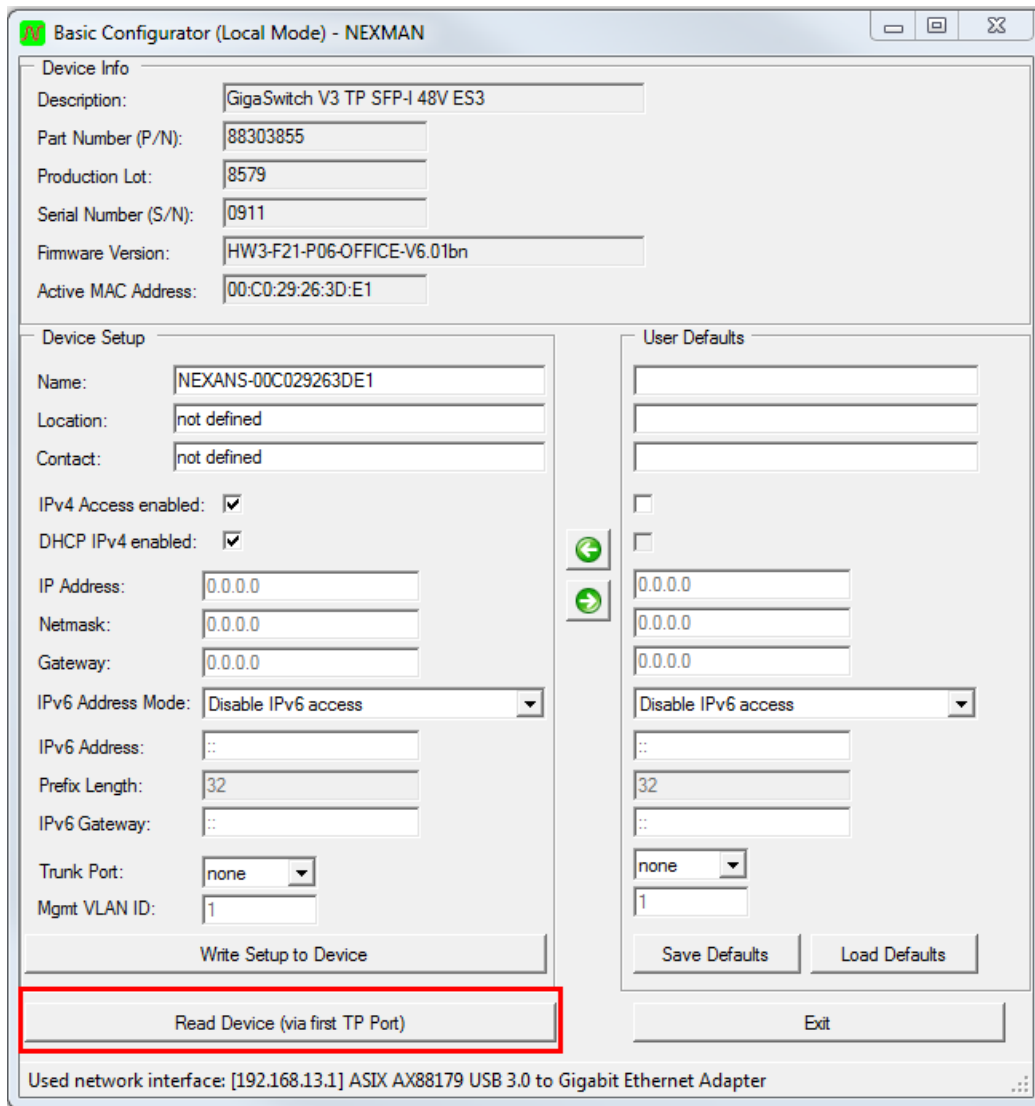 Basic Configurator (Local Mode) - NEXMAN
Device Info
Description: GigaSwitch V3 TP SFP-I 48V ES3
Part Number (P/N): 88303855
Production Lot: 8579
Serial Number (S/N): 0911
Firmware Version: HW3-F21-P06-OFFICE-V6.01bn
Active MAC Address: 00:C0:29:26:3D:E1
Device Setup
Name: NEXANS-00C029263DE1
Location: not defined
Contact: not defined
IPv4 Access enabled:
DHCP IPv4 enabled:
IP Address: 0.0.0.0
Netmask: 0.0.0.0
Gateway: 0.0.0.0
IPv6 Address Mode: Disable IPv6 access
IPv6 Address: ::
Prefix Length: 32
IPv6 Gateway: ::
Trunk Port: none
Mgmt VLAN ID: 1
Write Setup to Device
Read Device (via first TP Port)
User Defaults
0.0.0.0
0.0.0.0
0.0.0.0
Disable IPv6 access
::
32
::
none
1
Save Defaults Load Defaults
Exit
Used network interface: [192.168.13.1] ASIX AX88179 USB 3.0 to Gigabit Ethernet Adapter